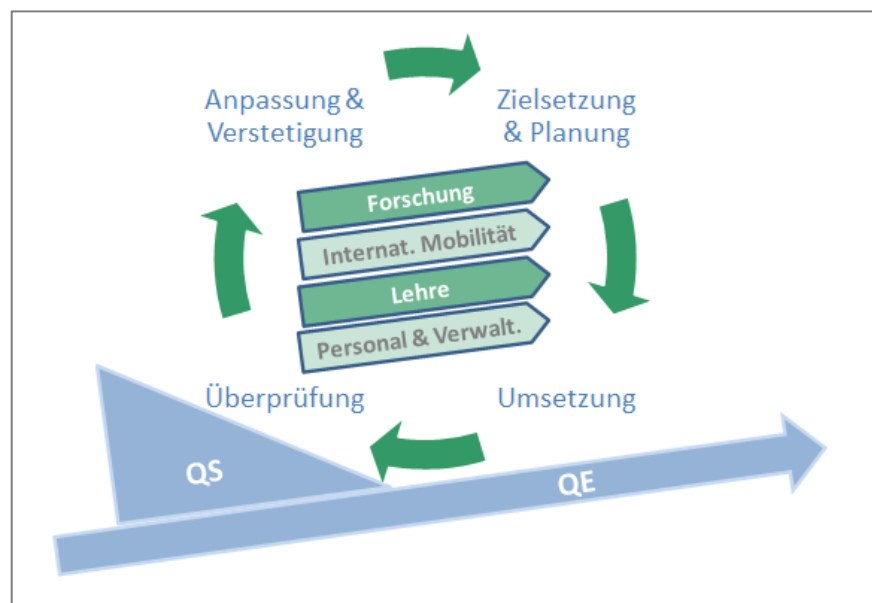 Anpassung &
Verstetigung
Zielsetzung
& Planung
Forschung
Internat. Mobilität
Lehre
Personal & Verwalt.
Überprüfung
Umsetzung
QS
QE